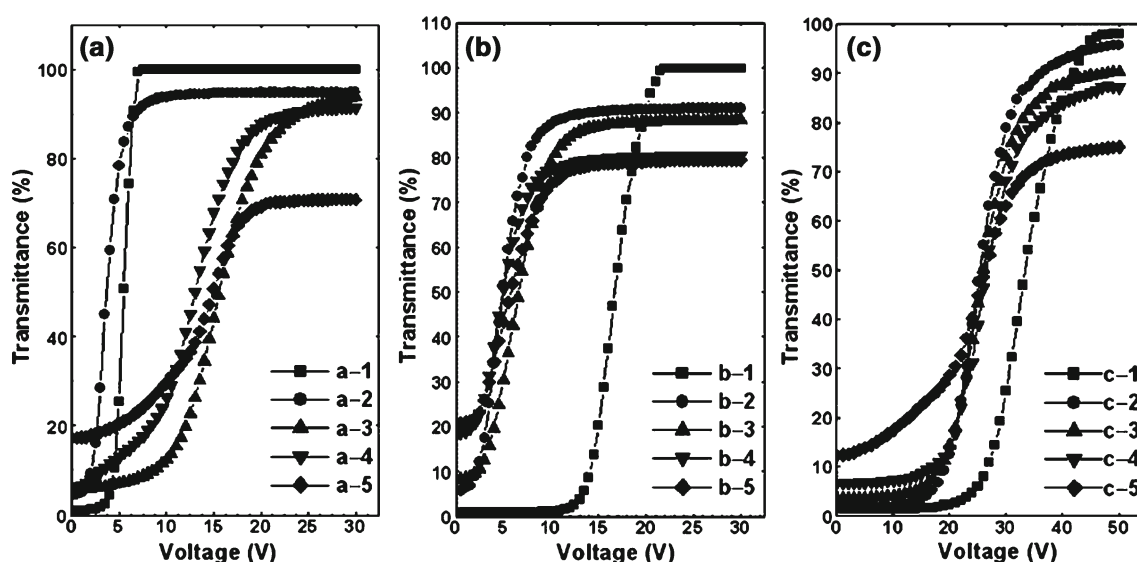 (a)
Transmittance (%)
100
80
60
40
20
0
0 5 10 15 20 25 30
Voltage (V)
a-1
a-2
a-3
a-4
a-5
(b)
Transmittance (%)
110
100
90
80
70
60
50
40
30
20
10
0
0 5 10 15 20 25 30
Voltage (V)
b-1
b-2
b-3
b-4
b-5
(c)
Transmittance (%)
100
90
80
70
60
50
40
30
20
10
0
0 10 20 30 40 50
Voltage (V)
c-1
c-2
c-3
c-4
c-5